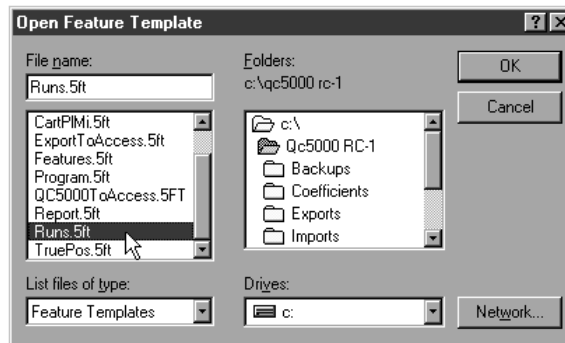 Open Feature Template
File name:
Runs.5ft
CartPlMi.5ft
ExportToAccess.5ft
Features.5ft
Program.5ft
QC5000ToAccess.5FT
Report.5ft
Runs.5ft
TruePos.5ft
List files of type:
Feature Templates
Folders:
c:\qc5000 rc-1
c:\
Qc5000 RC-1
Backups
Coefficients
Exports
Imports
Drives:
c:
OK
Cancel
Network...